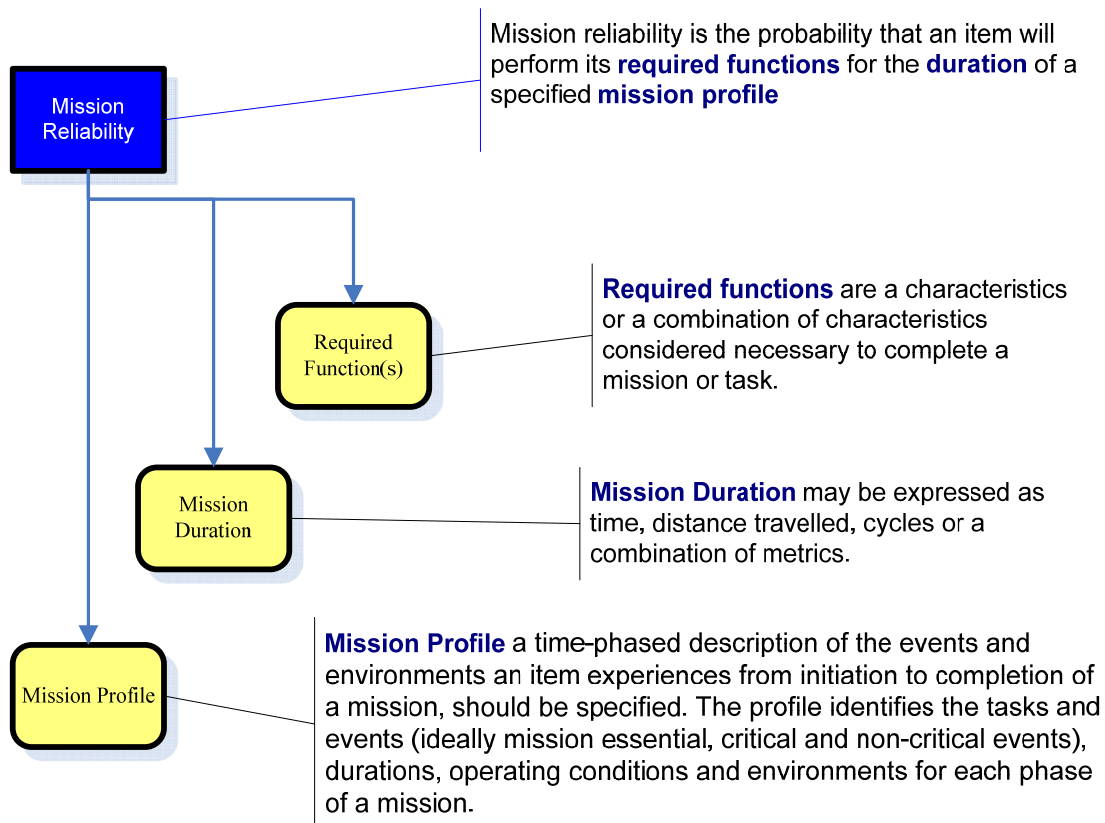 Mission reliability is the probability that an item will
perform its required functions for the duration of a
specified mission profile
Mission
Reliability
Required functions are a characteristics
or a combination of characteristics
considered necessary to complete a
mission or task.
Required
Function(s)
Mission Duration may be expressed as
time, distance travelled, cycles or a
combination of metrics.
Mission
Duration
Mission Profile a time-phased description of the events and
environments an item experiences from initiation to completion of
a mission, should be specified. The profile identifies the tasks and
events (ideally mission essential, critical and non-critical events),
durations, operating conditions and environments for each phase
of a mission.
Mission Profile